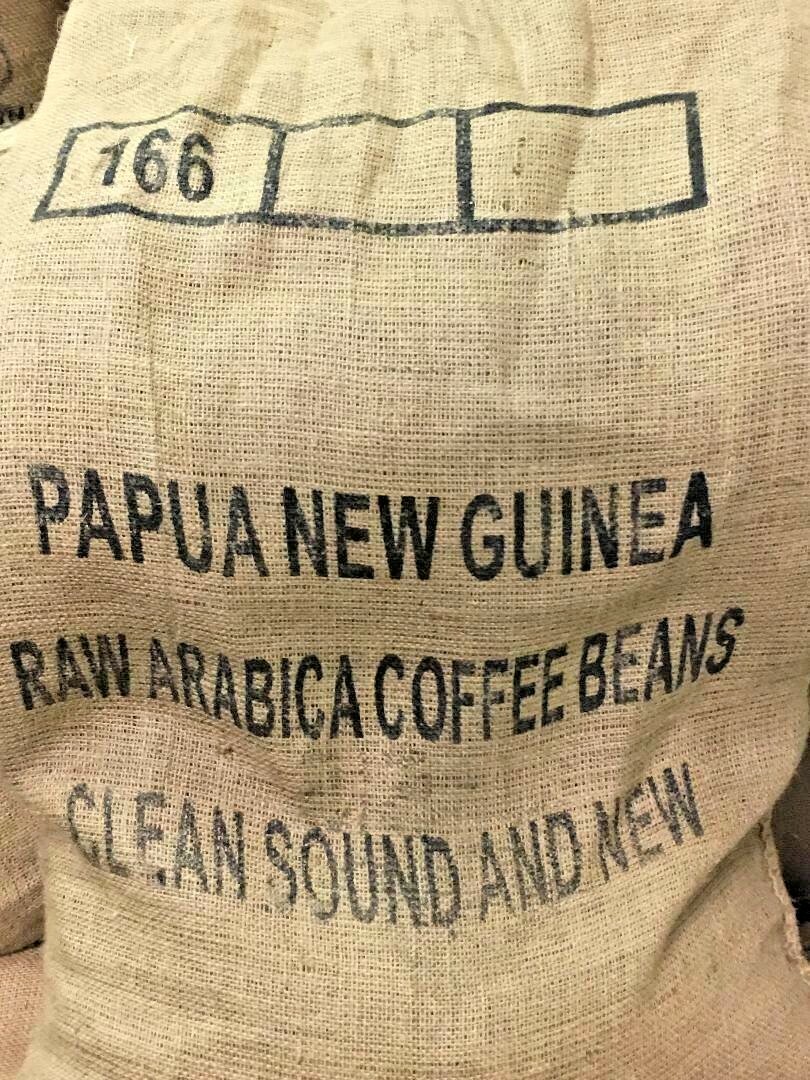 166
PAPUA NEW GUINEA
RAW ARABICA COFFEE BEANS
CLEAN SOUND AND NEW